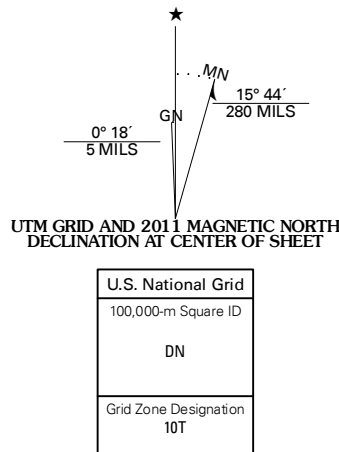 MN
GN
15° 44´
280 MILS
0° 18´
5 MILS
UTM GRID AND 2011 MAGNETIC NORTH
DECLINATION AT CENTER OF SHEET
U.S. National Grid
100,000-m Square ID
DN
Grid Zone Designation
10T